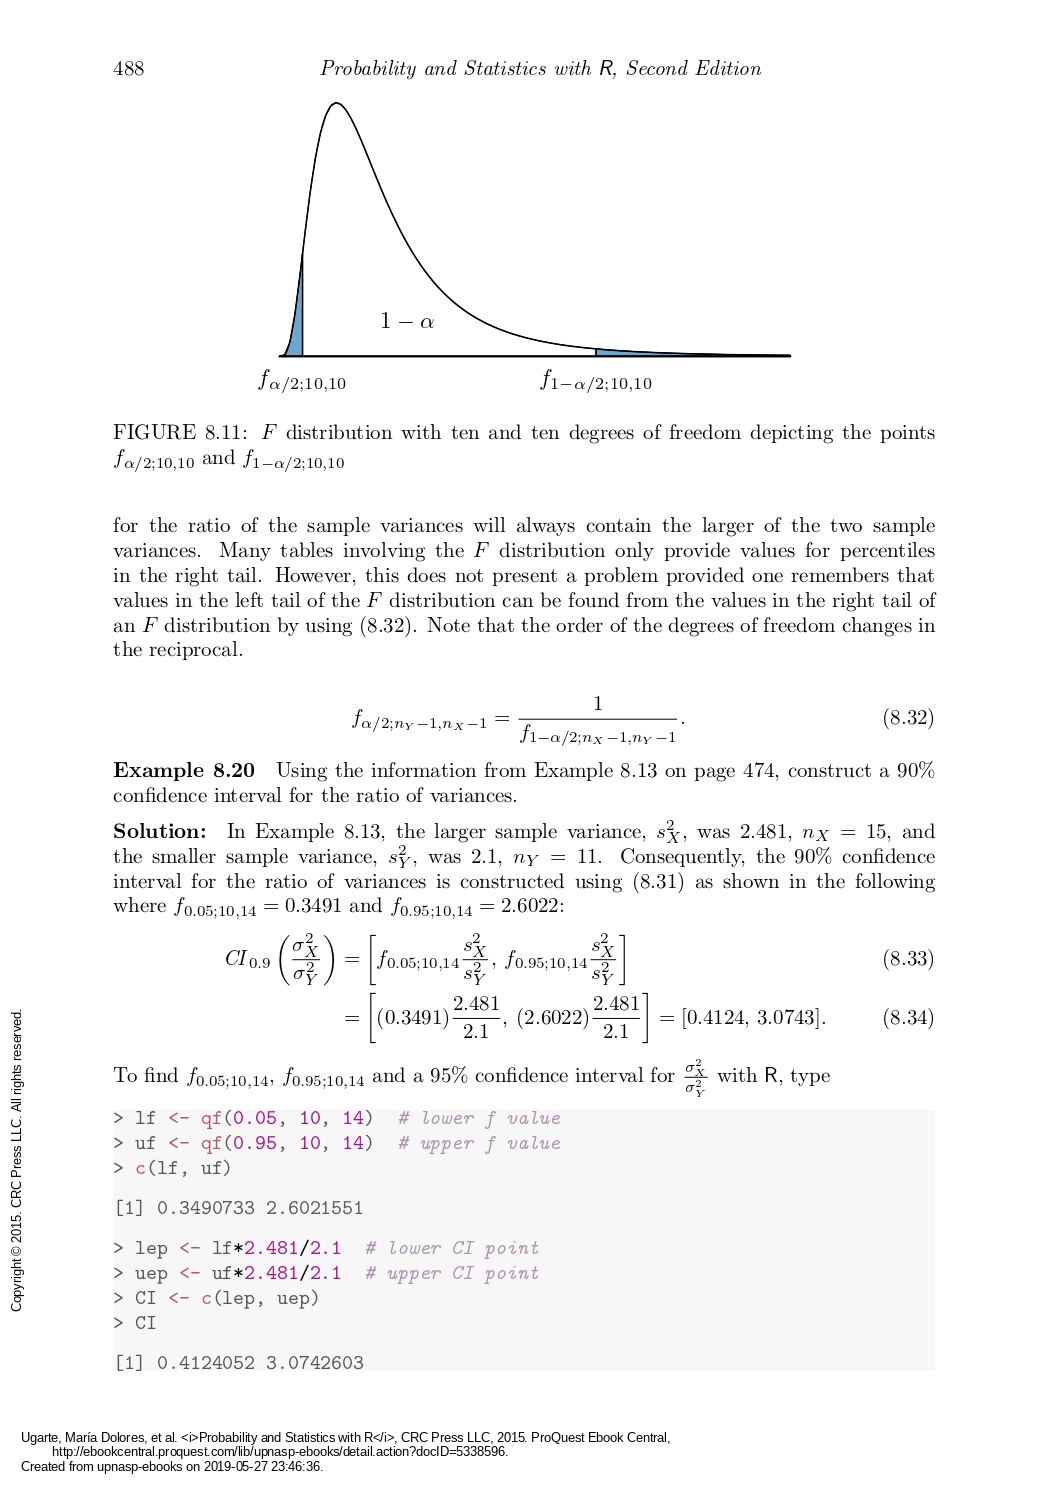 488 Probability and Statistics with R, Second Edition
1 − α
f_{α/2;10,10} f_{1−α/2;10,10}
FIGURE 8.11: F distribution with ten and ten degrees of freedom depicting the points
f_{α/2;10,10} and f_{1−α/2;10,10}
for the ratio of the sample variances will always contain the larger of the two sample
variances. Many tables involving the F distribution only provide values for percentiles
in the right tail. However, this does not present a problem provided one remembers that
values in the left tail of the F distribution can be found from the values in the right tail of
an F distribution by using (8.32). Note that the order of the degrees of freedom changes in
the reciprocal.
f_{α/2;n_Y−1,n_X−1} = \frac{1}{f_{1−α/2;n_X−1,n_Y−1}}. (8.32)
Example 8.20 Using the information from Example 8.13 on page 474, construct a 90%
confidence interval for the ratio of variances.
Solution: In Example 8.13, the larger sample variance, s_X^2, was 2.481, n_X = 15, and
the smaller sample variance, s_Y^2, was 2.1, n_Y = 11. Consequently, the 90% confidence
interval for the ratio of variances is constructed using (8.31) as shown in the following
where f_{0.05;10,14} = 0.3491 and f_{0.95;10,14} = 2.6022:
CI_{0.9} (\frac{σ_X^2}{σ_Y^2}) = [f_{0.05;10,14} \frac{s_X^2}{s_Y^2}, f_{0.95;10,14} \frac{s_X^2}{s_Y^2}] (8.33)
= [(0.3491)\frac{2.481}{2.1}, (2.6022)\frac{2.481}{2.1}] = [0.4124, 3.0743]. (8.34)
To find f_{0.05;10,14}, f_{0.95;10,14} and a 95% confidence interval for \frac{σ_X^2}{σ_Y^2} with R, type
> lf <- qf(0.05, 10, 14) # lower f value
> uf <- qf(0.95, 10, 14) # upper f value
> c(lf, uf)
[1] 0.3490733 2.6021551
> lep <- lf*2.481/2.1 # lower CI point
> uep <- uf*2.481/2.1 # upper CI point
> CI <- c(lep, uep)
> CI
[1] 0.4124052 3.0742603
Copyright © 2015. CRC Press LLC. All rights reserved.
Ugarte, María Dolores, et al. <i>Probability and Statistics with R</i>, CRC Press LLC, 2015. ProQuest Ebook Central,
http://ebookcentral.proquest.com/lib/upnasp-ebooks/detail.action?docID=5338596.
Created from upnasp-ebooks on 2019-05-27 23:46:36.